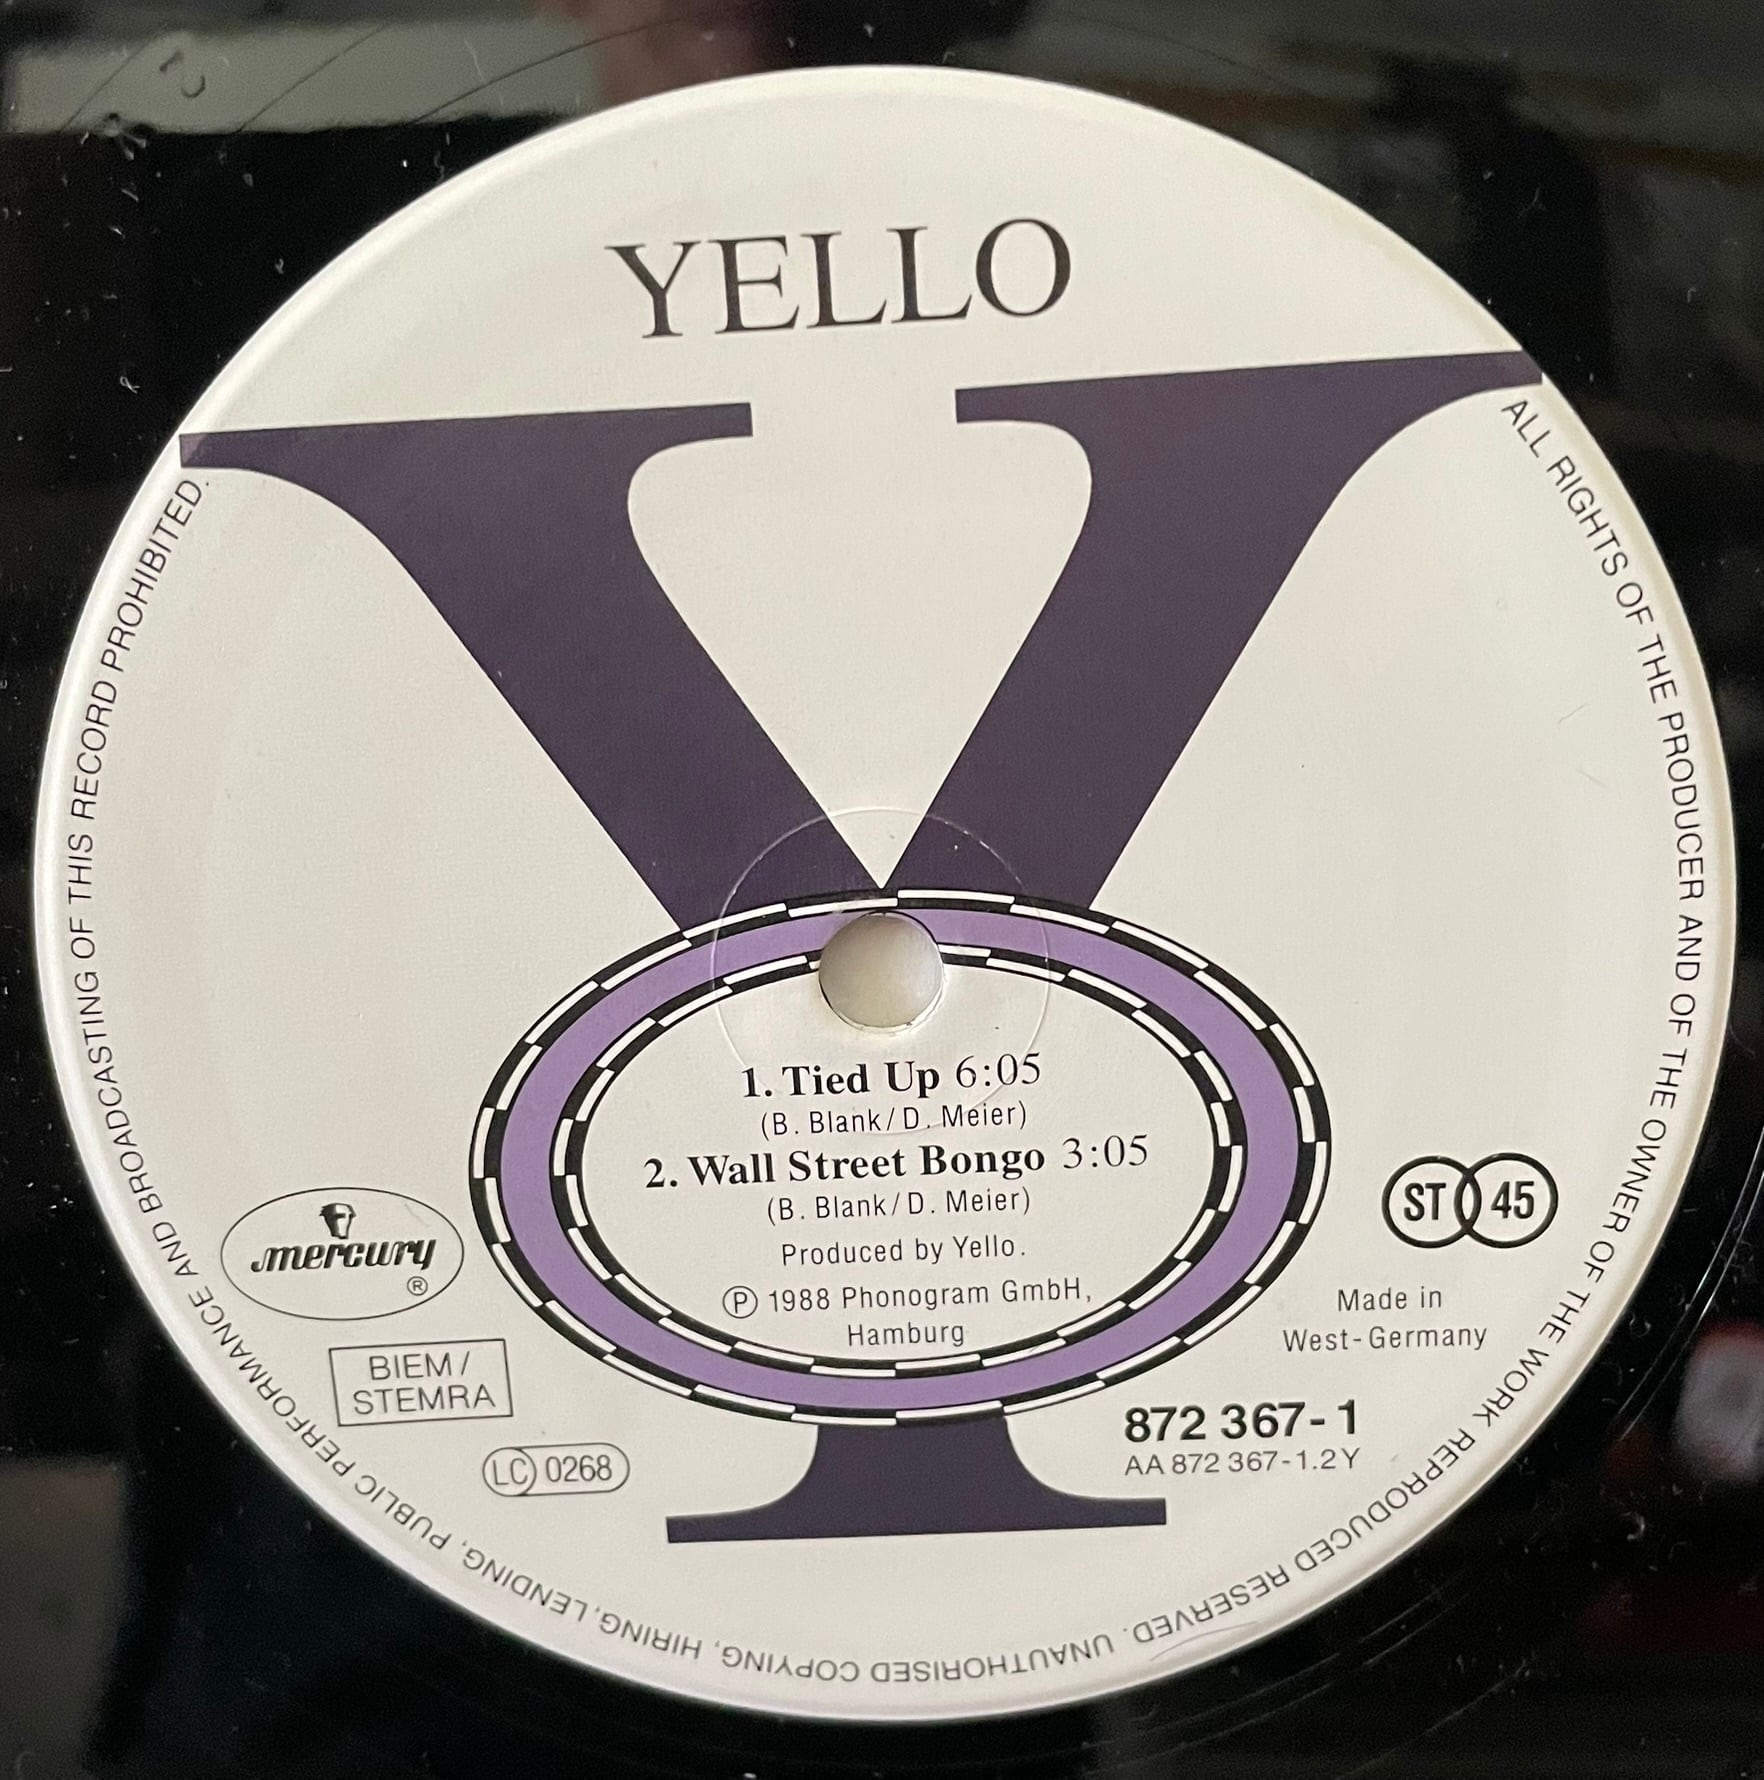 YELLO
1. Tied Up 6:05
(B. Blank/D. Meier)
2. Wall Street Bongo 3:05
(B. Blank/D. Meier)
Produced by Yello.
Ⓟ 1988 Phonogram GmbH,
Hamburg
mercury
®
BIEM/
STEMRA
LC 0268
ST 45
Made in
West-Germany
872 367-1
AA 872 367-1.2 Y
ALL RIGHTS OF THE PRODUCER AND OF THE OWNER OF THE WORK REPRODUCED RESERVED. UNAUTHORISED COPYING, HIRING, LENDING, PUBLIC PERFORMANCE AND BROADCASTING OF THIS RECORD PROHIBITED.